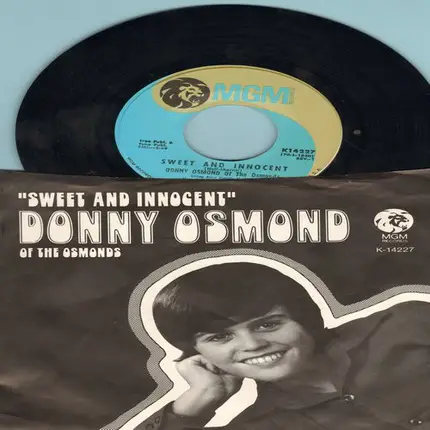 MGM
K14227
SWEET AND INNOCENT
DONNY OSMOND Of The Osmonds
"SWEET AND INNOCENT"
DONNY OSMOND
OF THE OSMONDS
MGM
RECORDS
K-14227